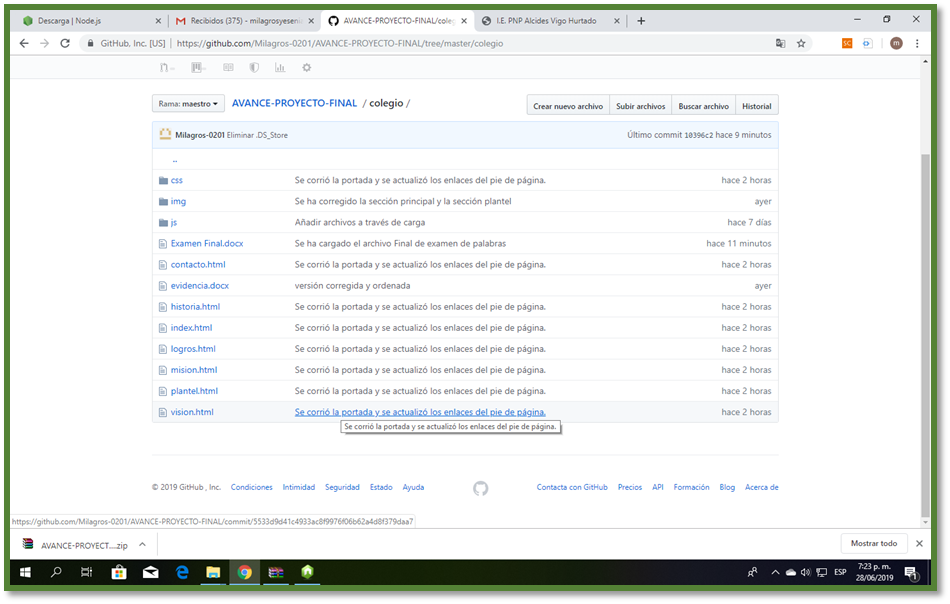 Descarga | Node.js
Recibidos (375) - milagrosyesenia
AVANCE-PROYECTO-FINAL/coleg
I.E. PNP Alcides Vigo Hurtado
GitHub, Inc. [US] | https://github.com/Milagros-0201/AVANCE-PROYECTO-FINAL/tree/master/colegio
Rama: maestro AVANCE-PROYECTO-FINAL / colegio / Crear nuevo archivo Subir archivos Buscar archivo Historial
Milagros-0201 Eliminar .DS_Store Último commit 10396c2 hace 9 minutos
..
css Se corrió la portada y se actualizó los enlaces del pie de página. hace 2 horas
img Se ha corregido la sección principal y la sección plantel ayer
js Añadir archivos a través de carga hace 7 días
Examen Final.docx Se ha cargado el archivo Final de examen de palabras hace 11 minutos
contacto.html Se corrió la portada y se actualizó los enlaces del pie de página. hace 2 horas
evidencia.docx versión corregida y ordenada ayer
historia.html Se corrió la portada y se actualizó los enlaces del pie de página. hace 2 horas
index.html Se corrió la portada y se actualizó los enlaces del pie de página. hace 2 horas
logros.html Se corrió la portada y se actualizó los enlaces del pie de página. hace 2 horas
mision.html Se corrió la portada y se actualizó los enlaces del pie de página. hace 2 horas
plantel.html Se corrió la portada y se actualizó los enlaces del pie de página. hace 2 horas
vision.html Se corrió la portada y se actualizó los enlaces del pie de página. hace 2 horas
Se corrió la portada y se actualizó los enlaces del pie de página.
© 2019 GitHub , Inc. Condiciones Intimidad Seguridad Estado Ayuda Contacta con GitHub Precios API Formación Blog Acerca de
https://github.com/Milagros-0201/AVANCE-PROYECTO-FINAL/commit/5533d9d41c4933ac8f9976f06b62a4d8f379daa7
AVANCE-PROYECT....zip Mostrar todo
ESP 7:23 p. m.
28/06/2019